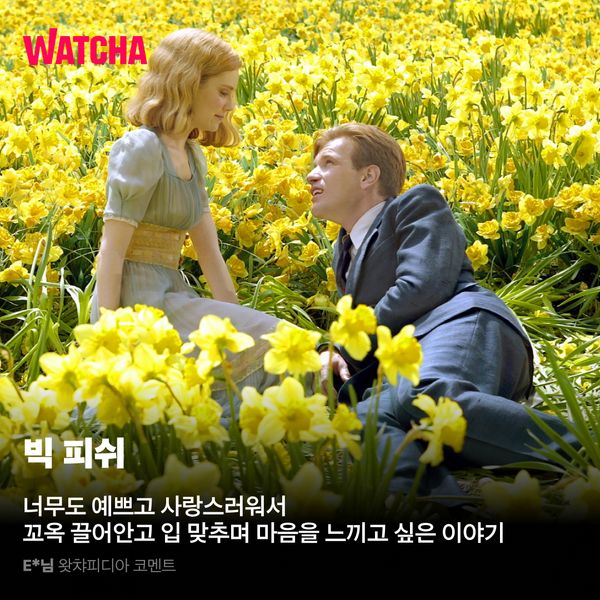 WATCHA
빅 피쉬
너무도 예쁘고 사랑스러워서
꼬옥 끌어안고 입 맞추며 마음을 느끼고 싶은 이야기
E*님 왓챠피디아 코멘트